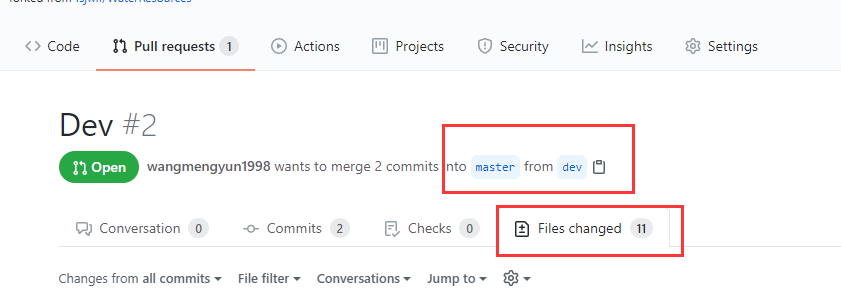 forked from
Code Pull requests 1 Actions Projects Security Insights Settings
Dev #2
Open wangmengyun1998 wants to merge 2 commits into master from dev
Conversation 0 Commits 2 Checks 0 Files changed 11
Changes from all commits File filter Conversations Jump to